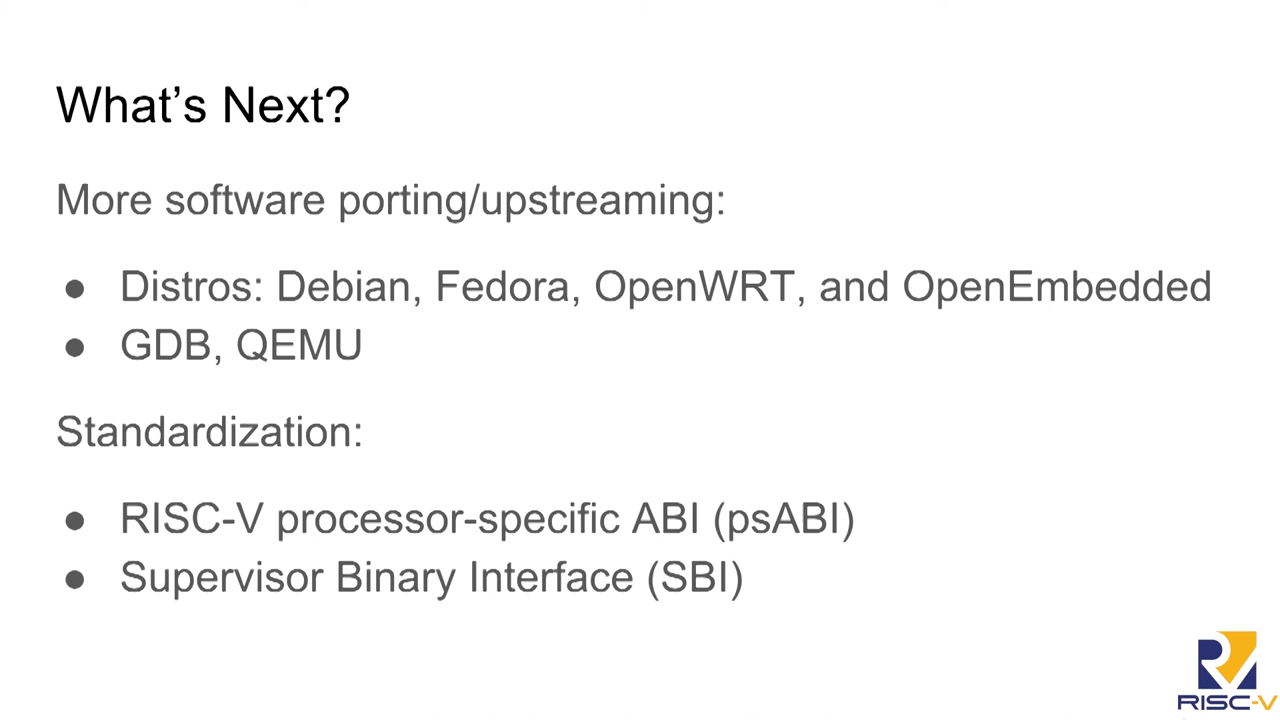 What's Next?
More software porting/upstreaming:
● Distros: Debian, Fedora, OpenWRT, and OpenEmbedded
● GDB, QEMU
Standardization:
● RISC-V processor-specific ABI (psABI)
● Supervisor Binary Interface (SBI)
RISC-V